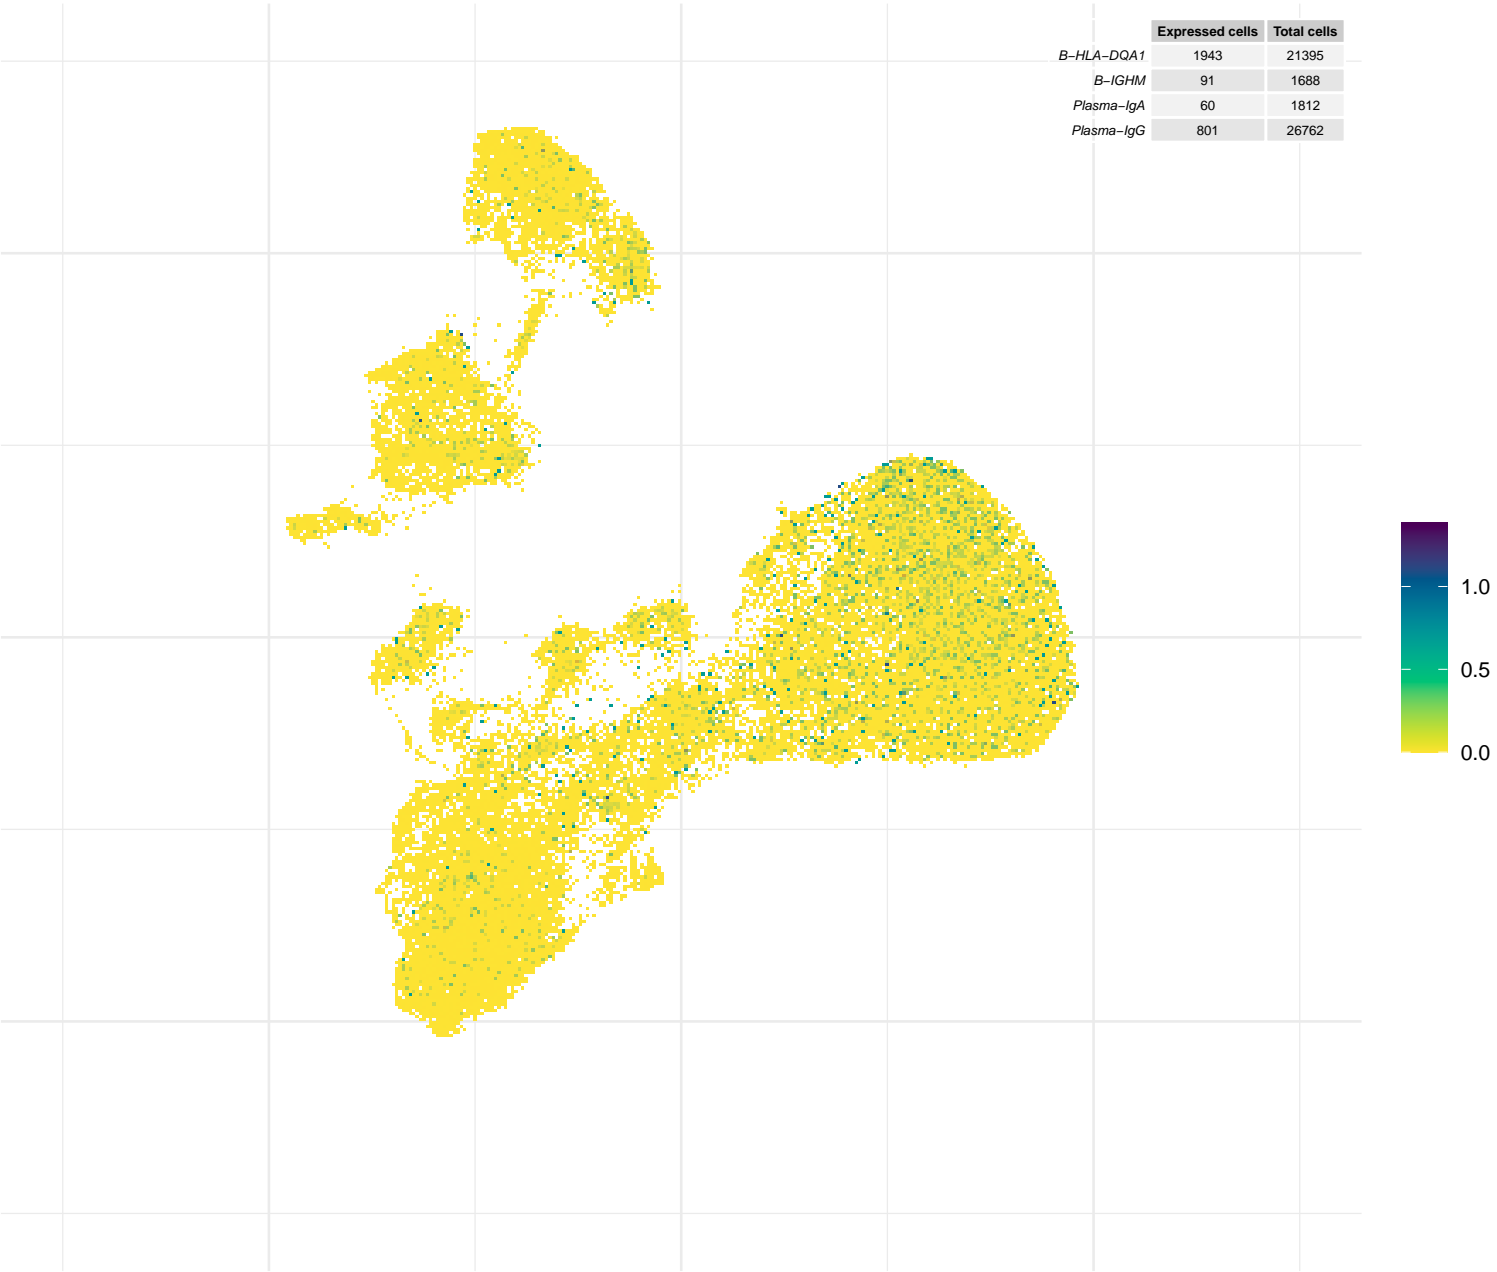 Expressed cells Total cells
B−HLA−DQA1 1943 21395
B−IGHM 91 1688
Plasma−IgA 60 1812
Plasma−IgG 801 26762
1.0
0.5
0.0